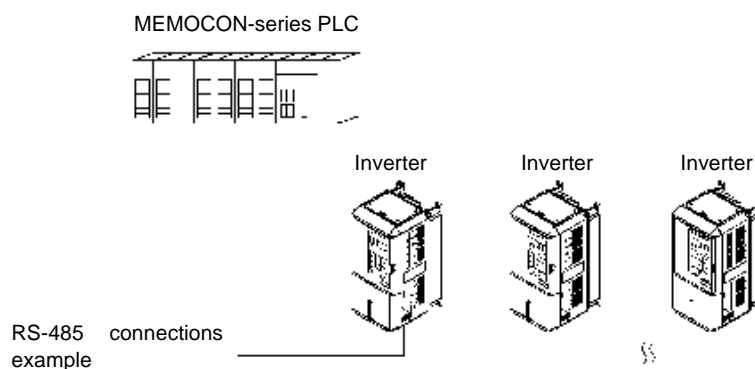 MEMOCON-series PLC
Inverter Inverter Inverter
RS-485 connections
example